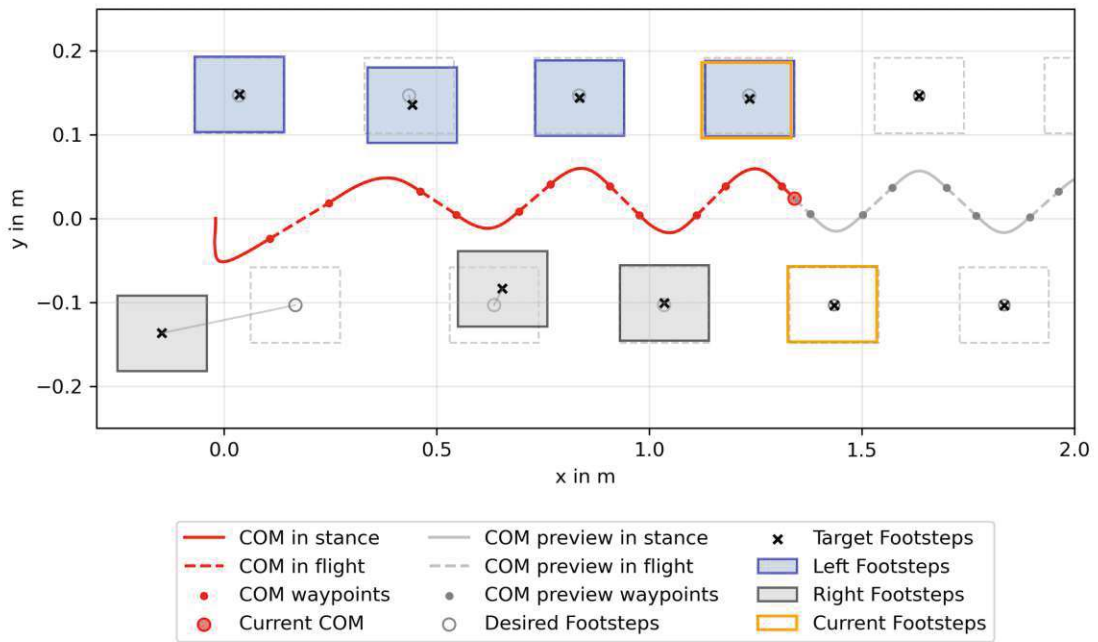 0.2
0.1
y in m
0.0
−0.1
−0.2
0.0 0.5 1.0 1.5 2.0
x in m
COM in stance COM preview in stance Target Footsteps
COM in flight COM preview in flight Left Footsteps
COM waypoints COM preview waypoints Right Footsteps
Current COM Desired Footsteps Current Footsteps